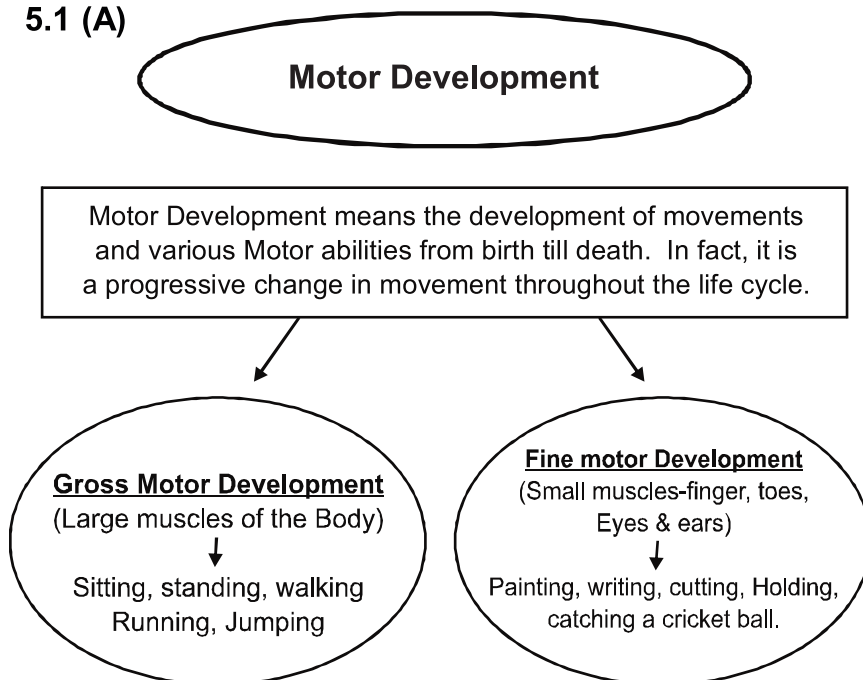 5.1 (A)
Motor Development
Motor Development means the development of movements
and various Motor abilities from birth till death. In fact, it is
a progressive change in movement throughout the life cycle.
Gross Motor Development
(Large muscles of the Body)
Sitting, standing, walking
Running, Jumping
Fine motor Development
(Small muscles-finger, toes,
Eyes & ears)
Painting, writing, cutting, Holding,
catching a cricket ball.